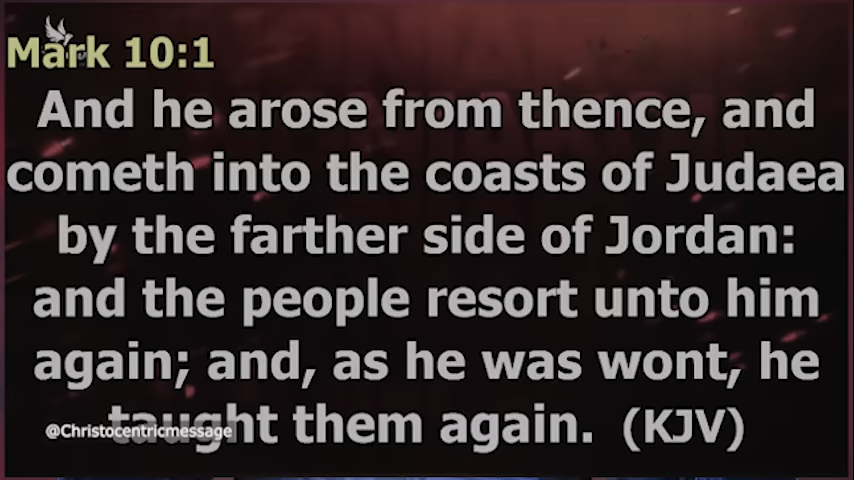 Mark 10:1
And he arose from thence, and
cometh into the coasts of Judaea
by the farther side of Jordan:
and the people resort unto him
again; and, as he was wont, he
taught them again. (KJV)
@Christocentricmessage